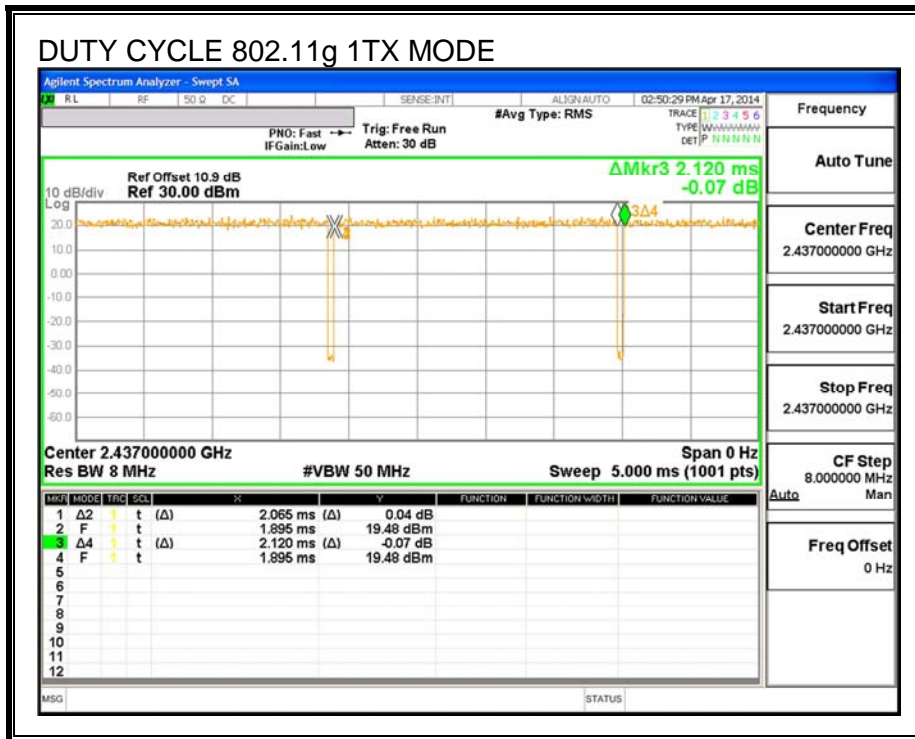 DUTY CYCLE 802.11g 1TX MODE
Agilent Spectrum Analyzer - Swept SA
RL RF 50 Ω DC SENSE:INT ALIGN AUTO 02:50:29 PM Apr 17, 2014
#Avg Type: RMS TRACE 1 2 3 4 5 6
PNO: Fast Trig: Free Run TYPE W
IFGain:Low Atten: 30 dB DET P N N N N N
ΔMkr3 2.120 ms
-0.07 dB
Ref Offset 10.9 dB
10 dB/div Ref 30.00 dBm
Log
20.0
10.0
0.00
-10.0
-20.0
-30.0
-40.0
-50.0
-60.0
3Δ4
Center 2.437000000 GHz Span 0 Hz
Res BW 8 MHz #VBW 50 MHz Sweep 5.000 ms (1001 pts)
MKR MODE TRC SCL X Y FUNCTION FUNCTION WIDTH FUNCTION VALUE
1 Δ2 1 t (Δ) 2.065 ms (Δ) 0.04 dB
2 F 1 t 1.895 ms 19.48 dBm
3 Δ4 1 t (Δ) 2.120 ms (Δ) -0.07 dB
4 F 1 t 1.895 ms 19.48 dBm
5
6
7
8
9
10
11
12
MSG STATUS
Frequency
Auto Tune
Center Freq
2.437000000 GHz
Start Freq
2.437000000 GHz
Stop Freq
2.437000000 GHz
CF Step
8.000000 MHz
Auto Man
Freq Offset
0 Hz